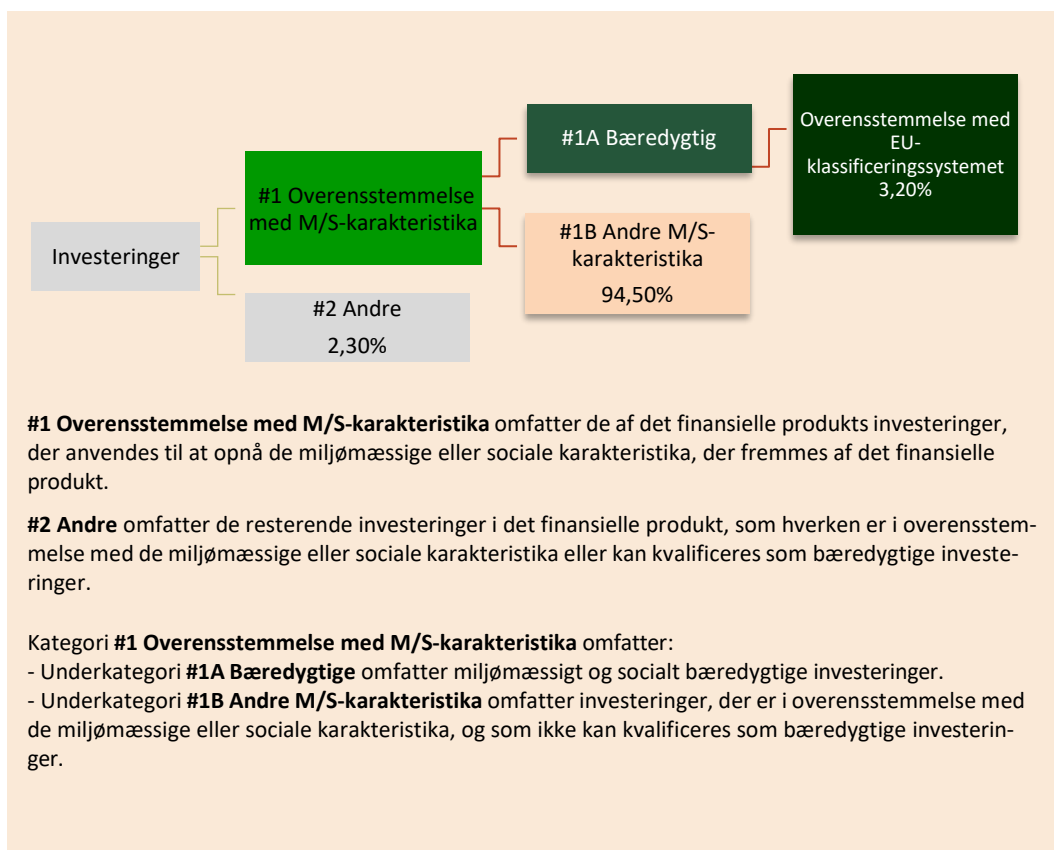 Investeringer
#1 Overensstemmelse
med M/S-karakteristika
#2 Andre
2,30%
#1A Bæredygtig
#1B Andre M/S-
karakteristika
94,50%
Overensstemmelse med
EU-
klassificeringssystemet
3,20%
#1 Overensstemmelse med M/S-karakteristika omfatter de af det finansielle produkts investeringer,
der anvendes til at opnå de miljømæssige eller sociale karakteristika, der fremmes af det finansielle
produkt.
#2 Andre omfatter de resterende investeringer i det finansielle produkt, som hverken er i overensstem-
melse med de miljømæssige eller sociale karakteristika eller kan kvalificeres som bæredygtige investe-
ringer.
Kategori #1 Overensstemmelse med M/S-karakteristika omfatter:
- Underkategori #1A Bæredygtige omfatter miljømæssigt og socialt bæredygtige investeringer.
- Underkategori #1B Andre M/S-karakteristika omfatter investeringer, der er i overensstemmelse med
de miljømæssige eller sociale karakteristika, og som ikke kan kvalificeres som bæredygtige investerin-
ger.